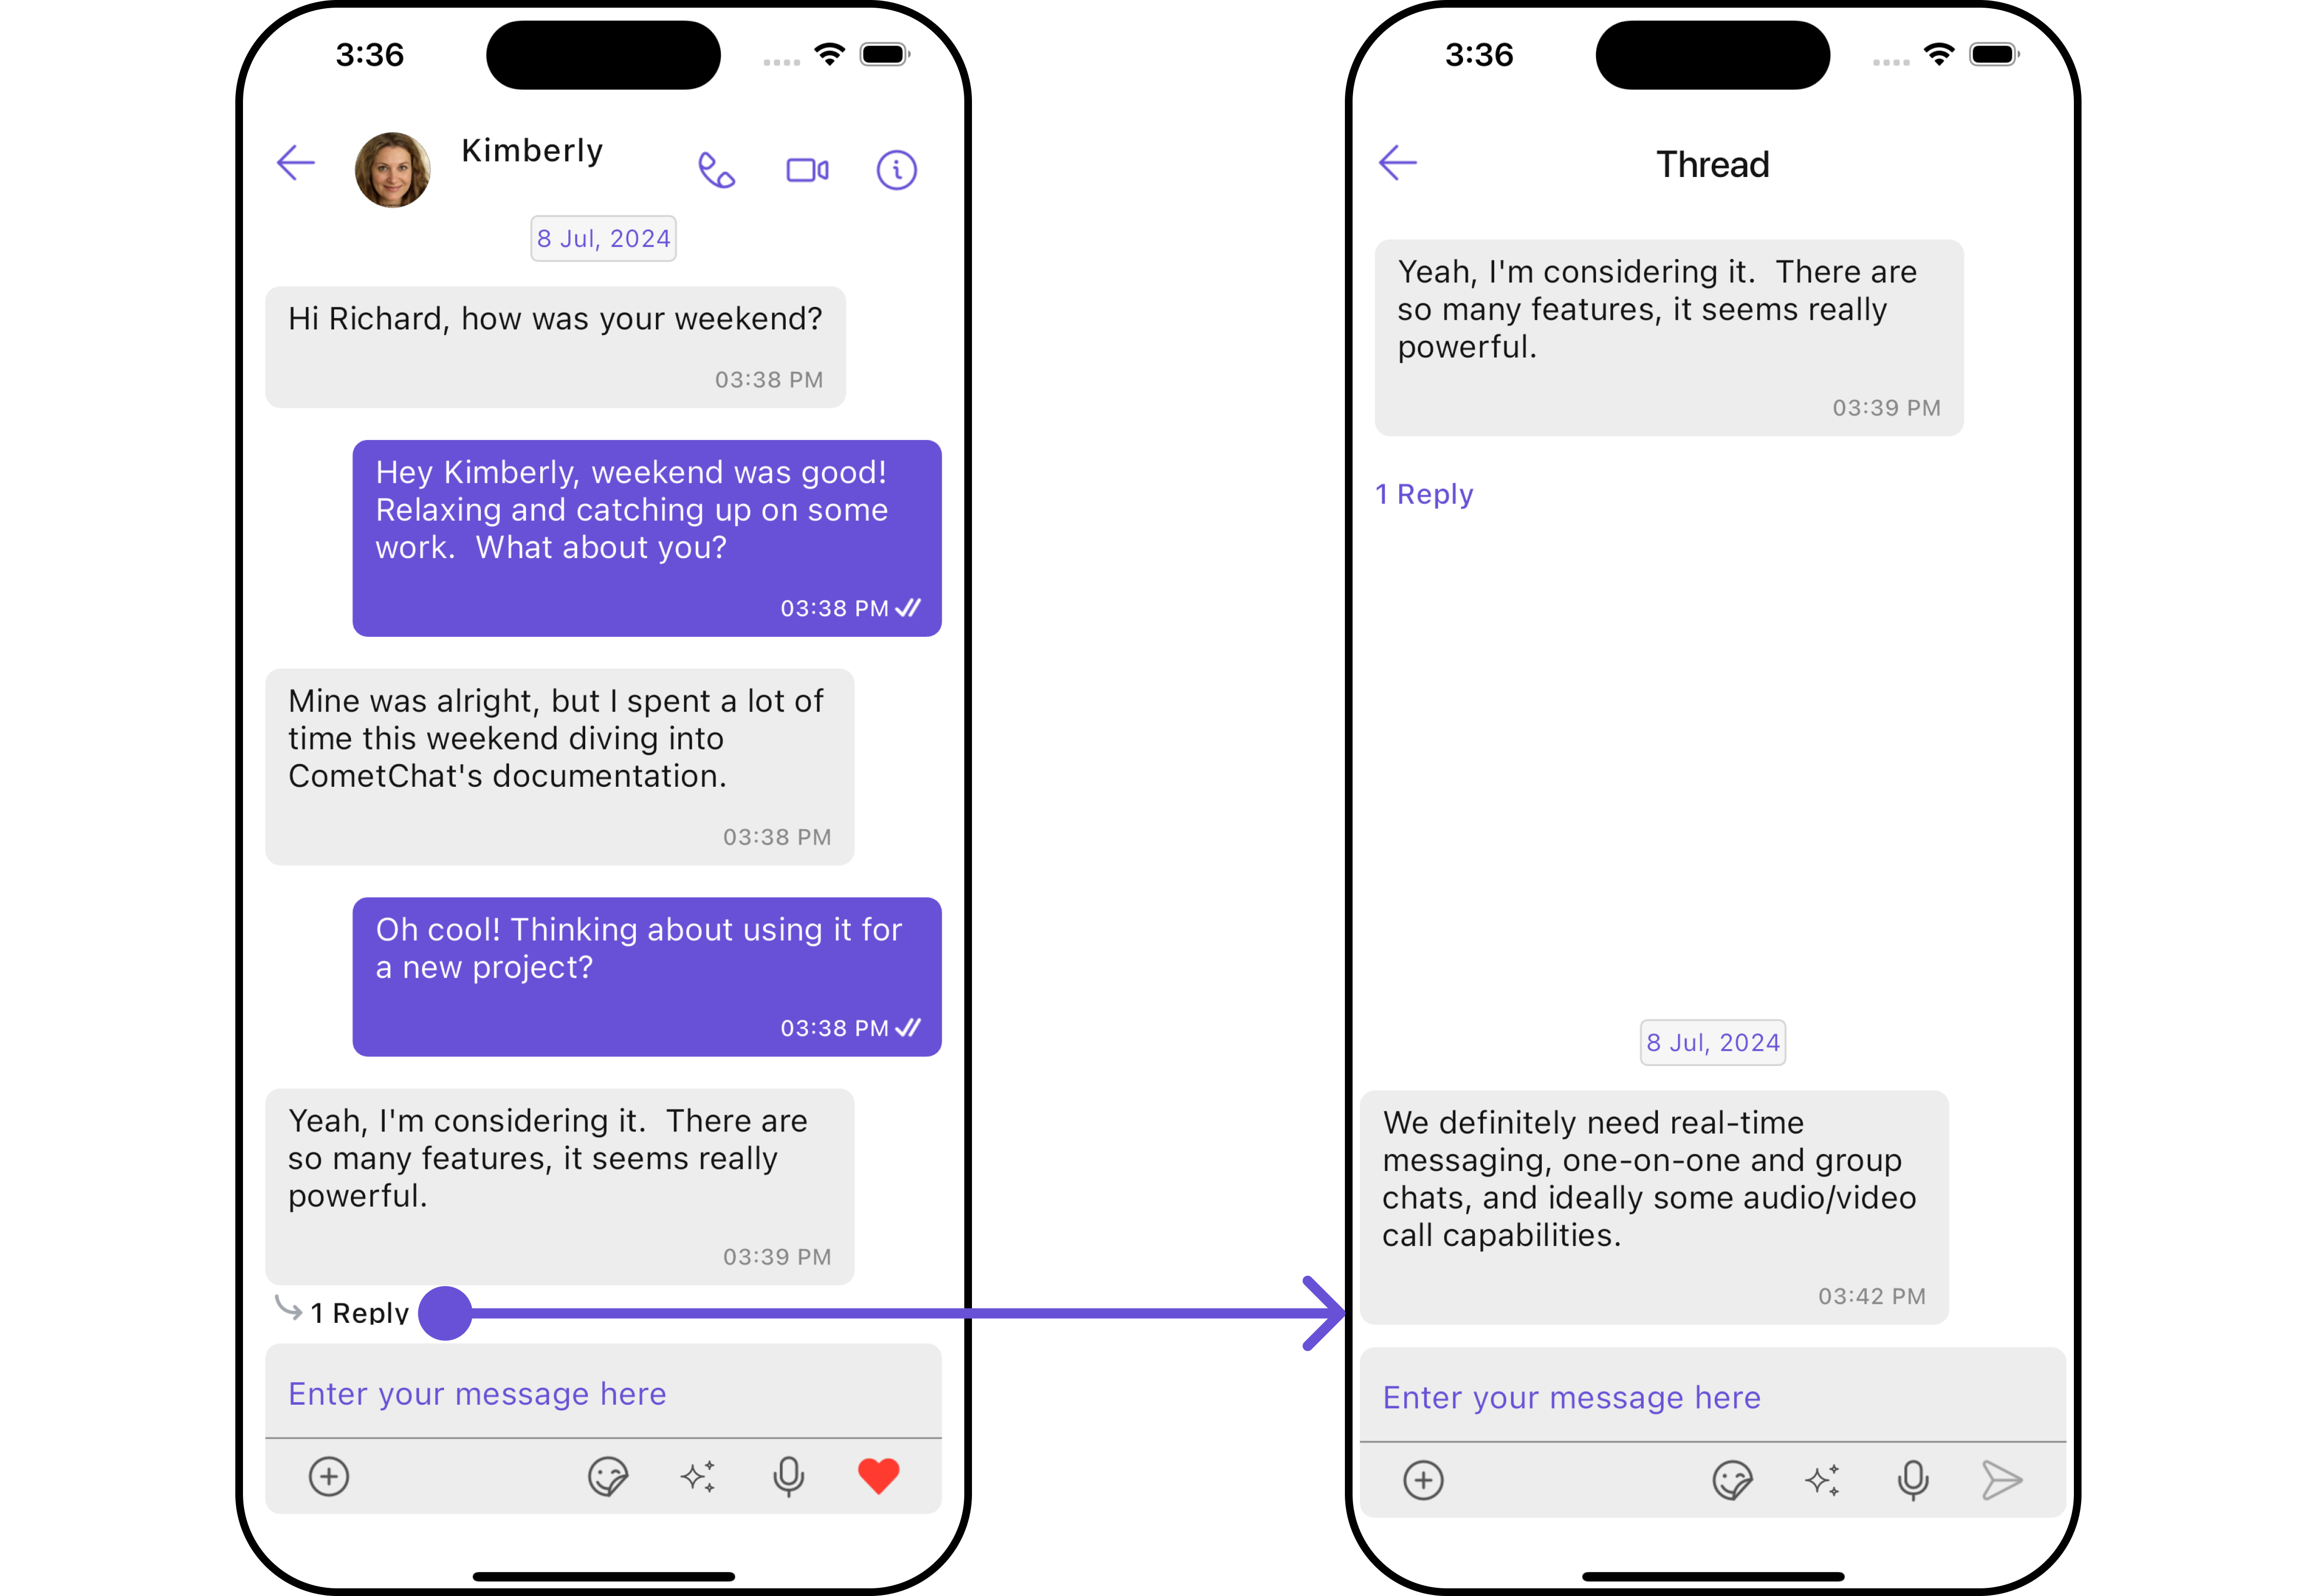 3:36
Kimberly
8 Jul, 2024
Hi Richard, how was your weekend?
03:38 PM
Hey Kimberly, weekend was good!
Relaxing and catching up on some
work.  What about you?
03:38 PM
Mine was alright, but I spent a lot of
time this weekend diving into
CometChat's documentation.
03:38 PM
Oh cool! Thinking about using it for
a new project?
03:38 PM
Yeah, I'm considering it.  There are
so many features, it seems really
powerful.
03:39 PM
1 Reply
Enter your message here
3:36
Thread
Yeah, I'm considering it.  There are
so many features, it seems really
powerful.
03:39 PM
1 Reply
8 Jul, 2024
We definitely need real-time
messaging, one-on-one and group
chats, and ideally some audio/video
call capabilities.
03:42 PM
Enter your message here